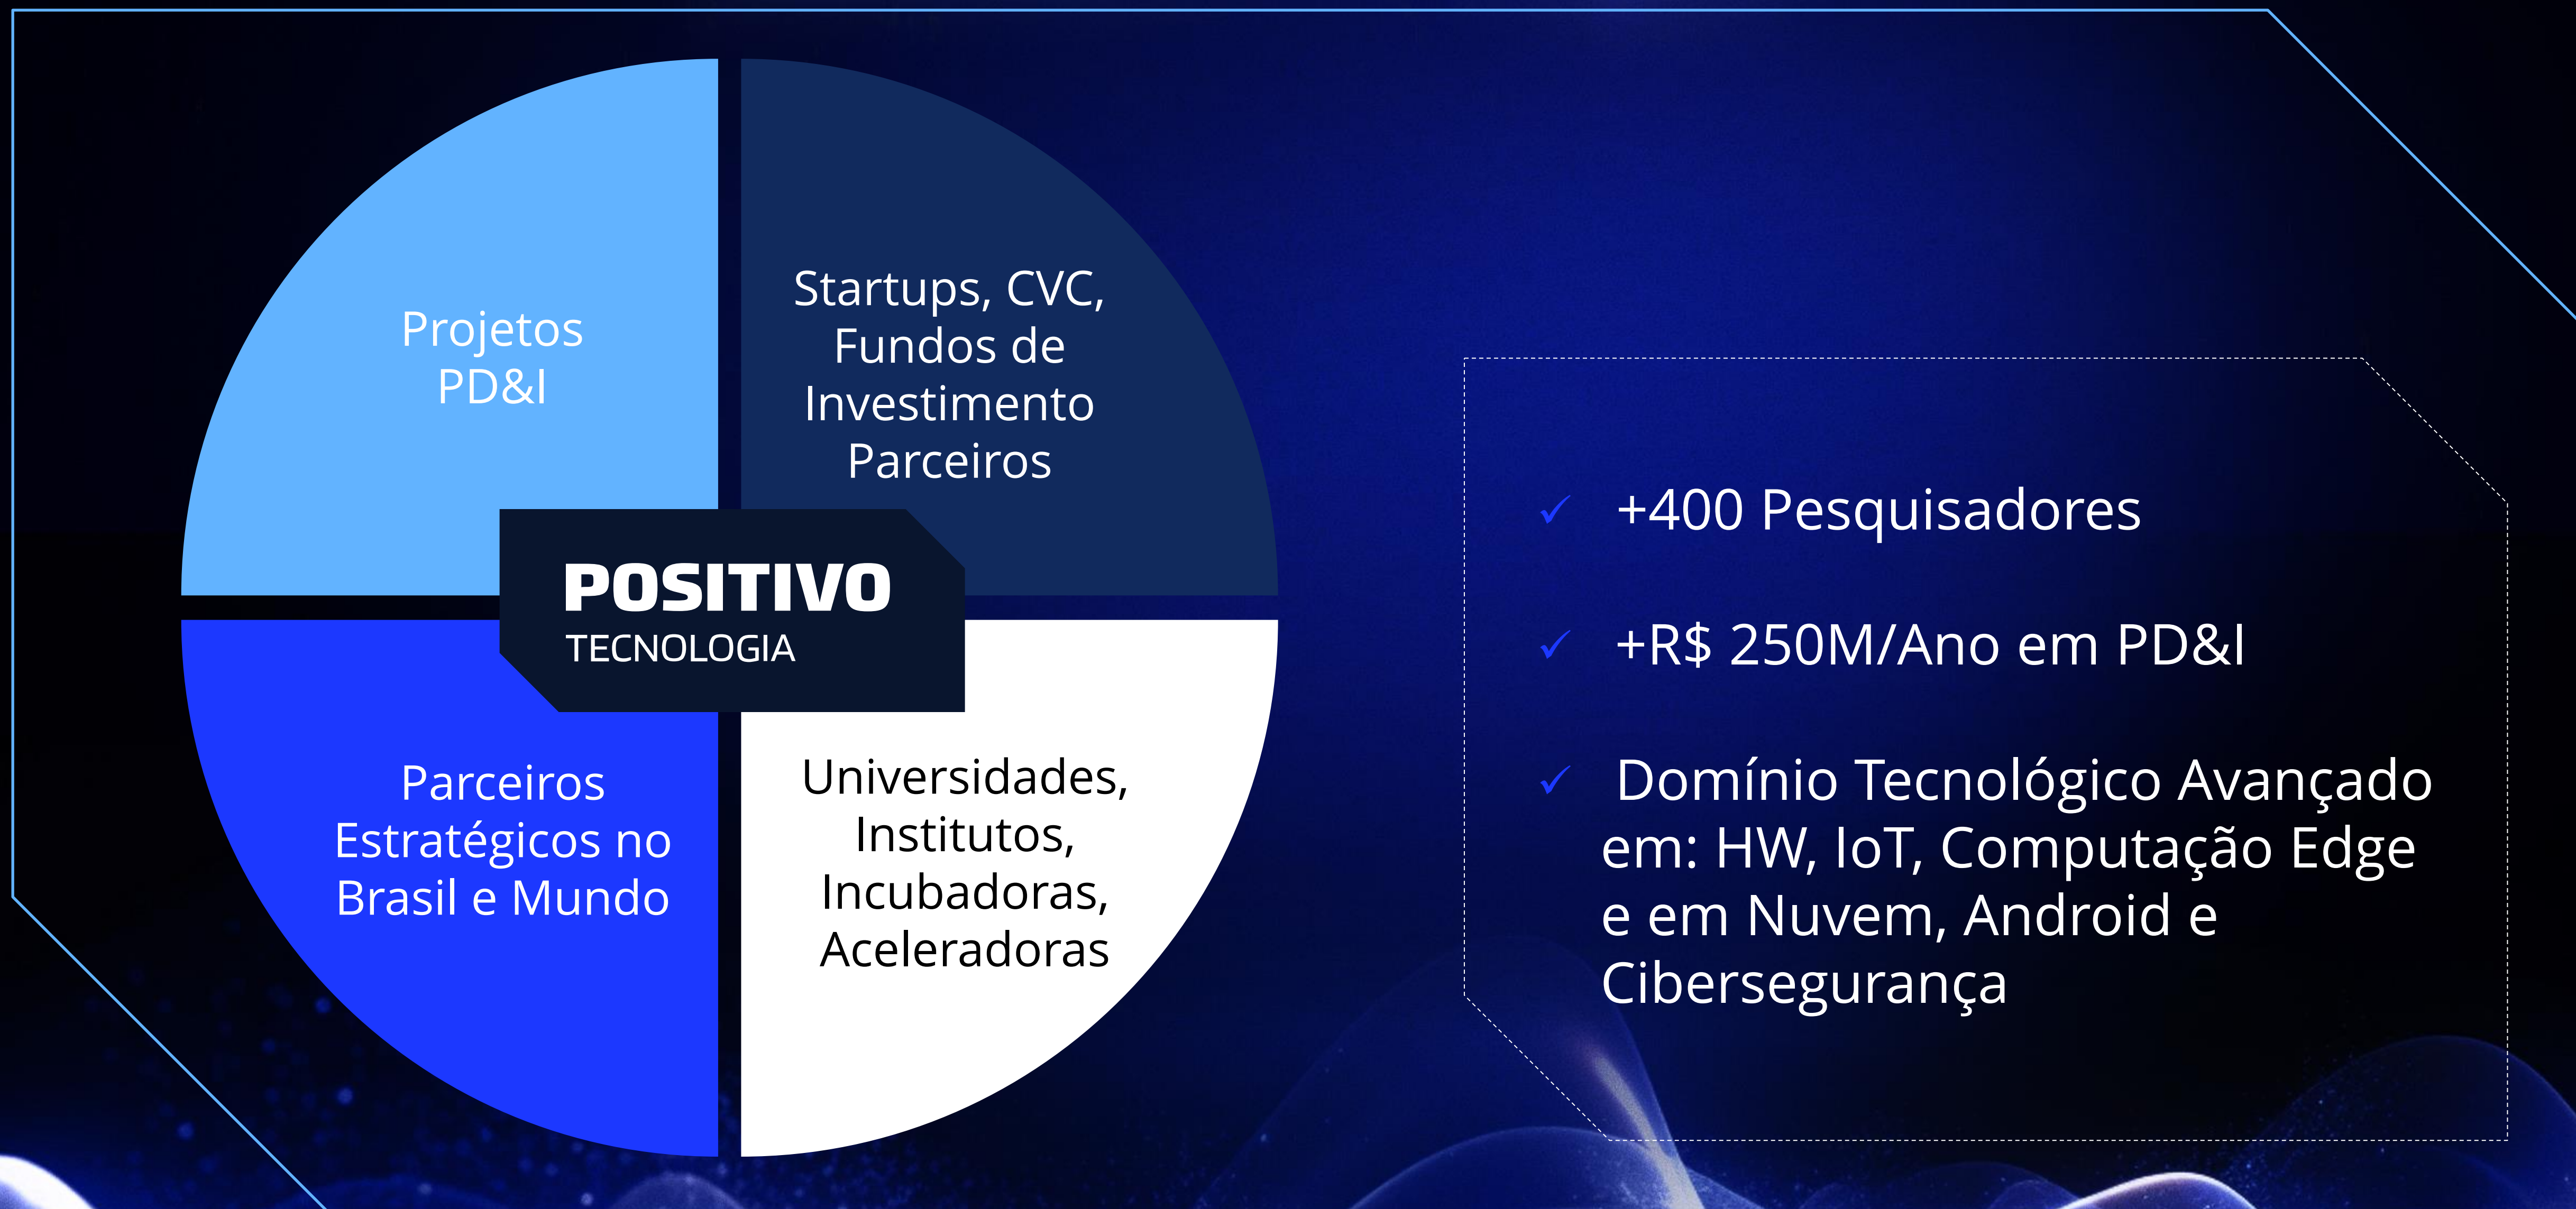 Projetos
PD&I
Startups, CVC,
Fundos de
Investimento
Parceiros
POSITIVO
TECNOLOGIA
Parceiros
Estratégicos no
Brasil e Mundo
Universidades,
Institutos,
Incubadoras,
Aceleradoras
✓ +400 Pesquisadores
✓ +R$ 250M/Ano em PD&I
✓ Domínio Tecnológico Avançado
em: HW, IoT, Computação Edge
e em Nuvem, Android e
Cibersegurança